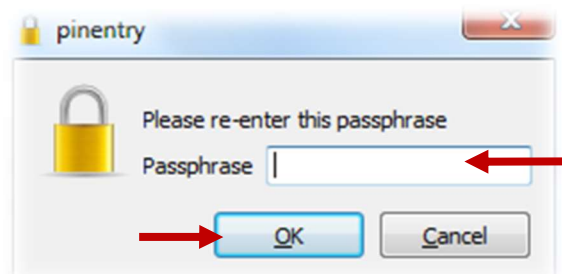 pinentry
Please re-enter this passphrase
Passphrase
OK
Cancel